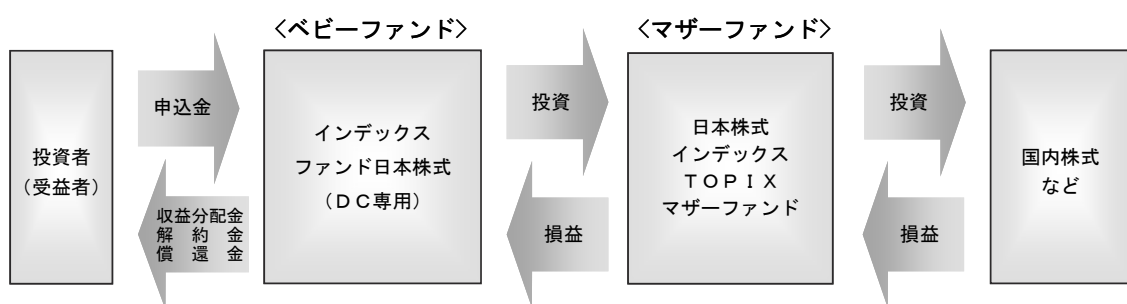 〈ベビーファンド〉
〈マザーファンド〉
投資者
（受益者）
申込金
収益分配金
解約金
償還金
インデックス
ファンド日本株式
（ＤＣ専用）
投資
損益
日本株式
インデックス
ＴＯＰＩＸ
マザーファンド
投資
損益
国内株式
など